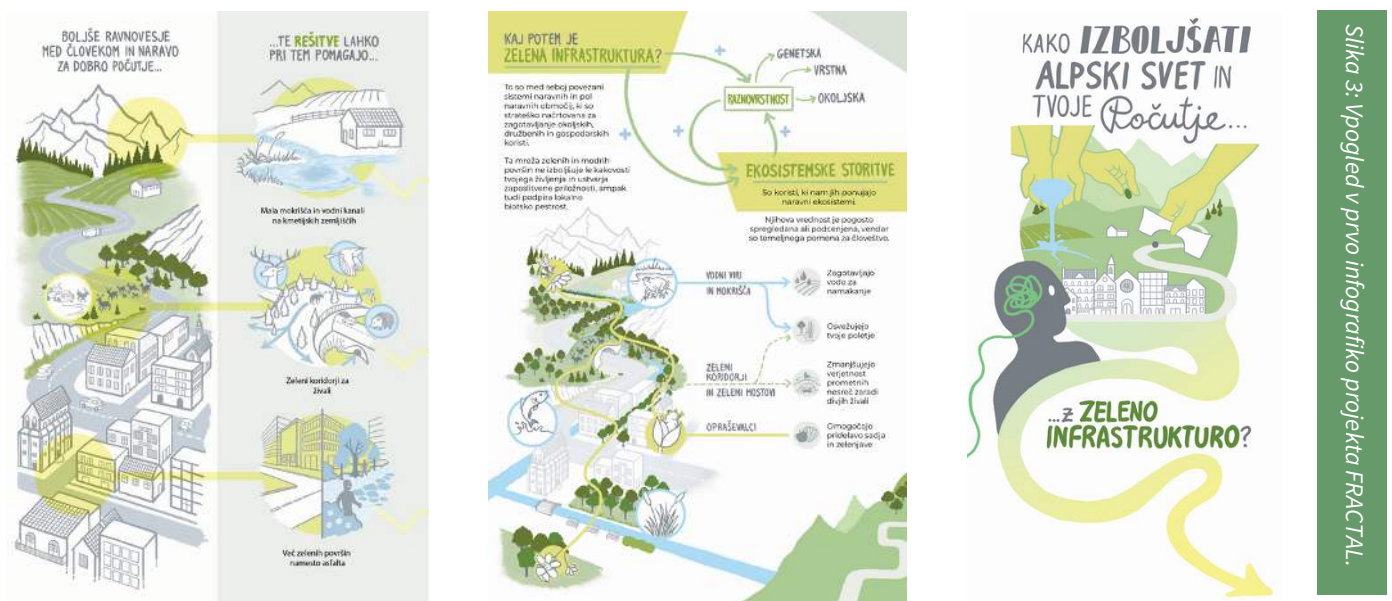 BOLJŠE RAVNOVESJE
MED ČLOVEKOM IN NARAVO
ZA DOBRO POČUTJE...
...TE REŠITVE LAHKO
PRI TEM POMAGAJO...
Mala mokrišča in vodni kanali
na kmetijskih zemljiščih
Zeleni koridorji za
živali
Več zelenih površin
namesto asfalta
KAJ POTEM JE
ZELENA INFRASTRUKTURA?
To so med seboj povezani
sistemi naravnih in pol
naravnih območij, ki so
strateško načrtovana za
zagotavljanje okoljskih,
družbenih in gospodarskih
koristi.
Ta mreža zelenih in modrih
površin ne izboljšuje le kakovosti
tvojega življenja in ustvarja
zaposlitvene priložnosti, ampak
tudi podpira lokalno
biotsko pestrost.
GENETSKA
VRSTNA
RAZNOVRSTNOST
OKOLJSKA
EKOSISTEMSKE STORITVE
So koristi, ki nam jih ponujajo
naravni ekosistemi.
Njihova vrednost je pogosto
spregledana ali podcenjena, vendar
so temeljnega pomena za človeštvo.
VODNI VIRI
IN MOKRIŠČA
Zagotavljajo
vodo za
namakanje
Osvežujejo
tvoje poletje
ZELENI
KORIDORJI
IN ZELENI MOSTOVI
Zmanjšujejo
verjetnost
prometnih
nesreč zaradi
divjih živali
OPRAŠEVALCI
Omogočajo
pridelavo sadja
in zelenjave
KAKO IZBOLJŠATI
ALPSKI SVET IN
TVOJE Počutje...
...Z ZELENO
INFRASTRUKTURO?
Slika 3: Vpogled v prvo infografiko projekta FRACTAL.